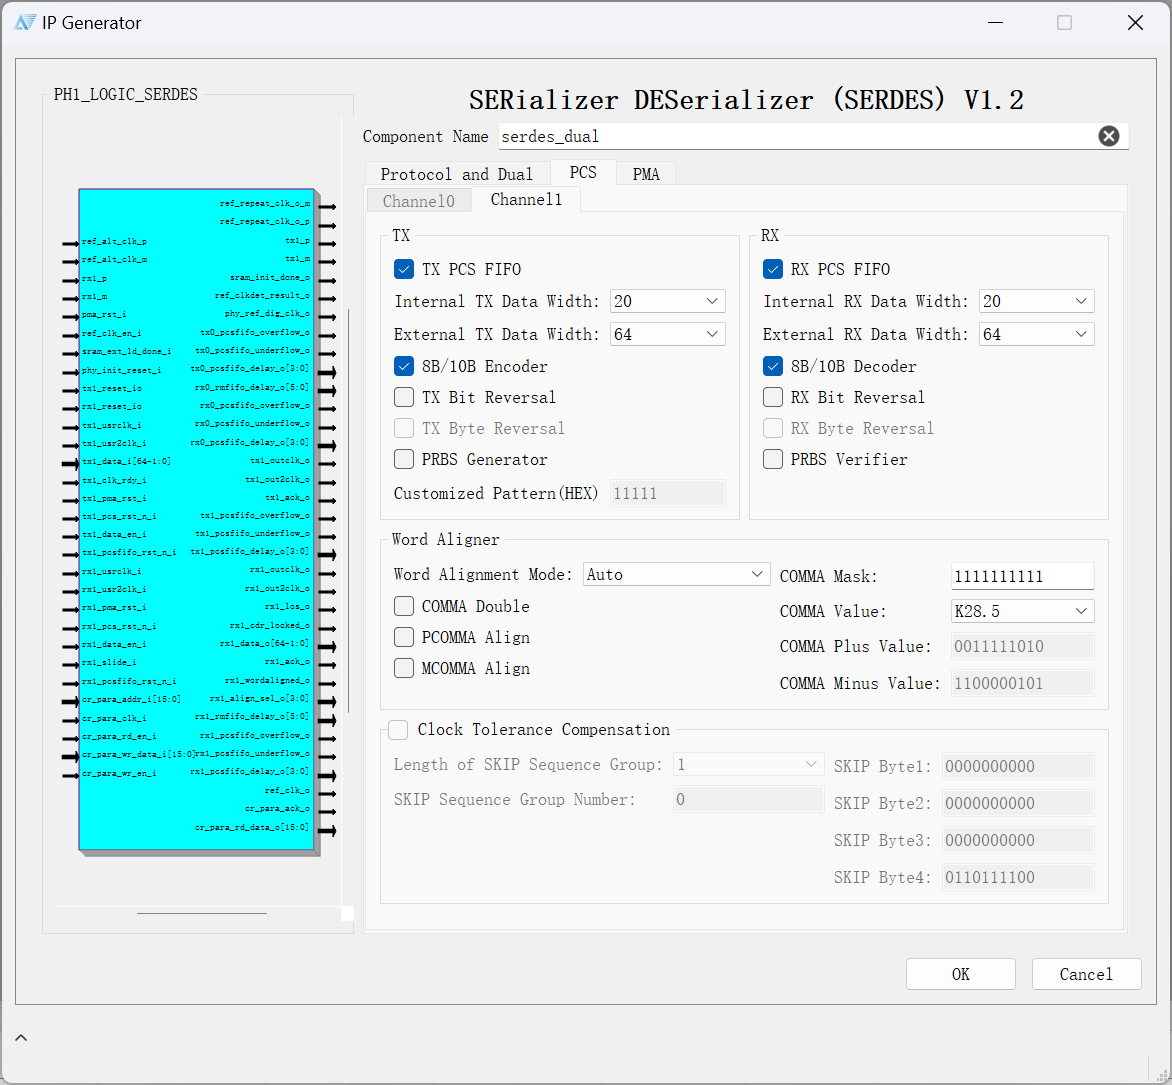 IP Generator
PH1_LOGIC_SERDES
ref_repeat_clk_o_m
ref_repeat_clk_o_p
ref_alt_clk_p tx1_p
ref_alt_clk_m tx1_m
rx1_p sram_init_done_o
rx1_m ref_clkdet_result_o
pma_rst_i phy_ref_dig_clk_o
ref_clk_en_i tx0_pcsfifo_overflow_o
sram_ext_ld_done_i tx0_pcsfifo_underflow_o
phy_init_reset_i tx0_pcsfifo_delay_o[3:0]
tx1_reset_io rx0_rmfifo_delay_o[5:0]
rx1_reset_io rx0_pcsfifo_overflow_o
tx1_usrclk_i rx0_pcsfifo_underflow_o
tx1_usr2clk_i rx0_pcsfifo_delay_o[3:0]
tx1_data_i[64-1:0] tx1_outclk_o
tx1_clk_rdy_i tx1_out2clk_o
tx1_pma_rst_i tx1_ack_o
tx1_pcs_rst_n_i tx1_pcsfifo_overflow_o
tx1_data_en_i tx1_pcsfifo_underflow_o
tx1_pcsfifo_rst_n_i tx1_pcsfifo_delay_o[3:0]
rx1_usrclk_i rx1_outclk_o
rx1_usr2clk_i rx1_out2clk_o
rx1_pma_rst_i rx1_los_o
rx1_pcs_rst_n_i rx1_cdr_locked_o
rx1_data_en_i rx1_data_o[64-1:0]
rx1_slide_i rx1_ack_o
rx1_pcsfifo_rst_n_i rx1_wordaligned_o
cr_para_addr_i[15:0] rx1_align_sel_o[3:0]
cr_para_clk_i rx1_rmfifo_delay_o[5:0]
cr_para_rd_en_i rx1_pcsfifo_overflow_o
cr_para_wr_data_i[15:0] rx1_pcsfifo_underflow_o
cr_para_wr_en_i rx1_pcsfifo_delay_o[3:0]
ref_clk_o
cr_para_ack_o
cr_para_rd_data_o[15:0]
SERializer DESerializer (SERDES) V1.2
Component Name serdes_dual
Protocol and Dual PCS PMA
Channel0 Channel1
TX
TX PCS FIFO
Internal TX Data Width: 20
External TX Data Width: 64
8B/10B Encoder
TX Bit Reversal
TX Byte Reversal
PRBS Generator
Customized Pattern(HEX) 11111
RX
RX PCS FIFO
Internal RX Data Width: 20
External RX Data Width: 64
8B/10B Decoder
RX Bit Reversal
RX Byte Reversal
PRBS Verifier
Word Aligner
Word Alignment Mode: Auto
COMMA Double
PCOMMA Align
MCOMMA Align
COMMA Mask: 1111111111
COMMA Value: K28.5
COMMA Plus Value: 0011111010
COMMA Minus Value: 1100000101
Clock Tolerance Compensation
Length of SKIP Sequence Group: 1
SKIP Sequence Group Number: 0
SKIP Byte1: 0000000000
SKIP Byte2: 0000000000
SKIP Byte3: 0000000000
SKIP Byte4: 0110111100
OK Cancel